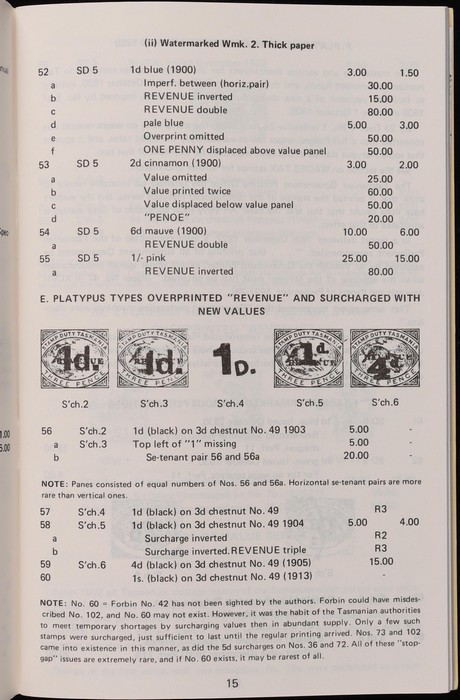 (ii) Watermarked Wmk. 2. Thick paper
52 SD 5 1d blue (1900) 3.00 1.50
a Imperf. between (horiz.pair) 30.00
b REVENUE inverted 15.00
c REVENUE double 80.00
d pale blue 5.00 3.00
e Overprint omitted 50.00
f ONE PENNY displaced above value panel 50.00
53 SD 5 2d cinnamon (1900) 3.00 2.00
a Value omitted 25.00
b Value printed twice 60.00
c Value displaced below value panel 50.00
d "PENOE" 20.00
54 SD 5 6d mauve (1900) 10.00 6.00
a REVENUE double 50.00
55 SD 5 1/- pink 25.00 15.00
a REVENUE inverted 80.00
E. PLATYPUS TYPES OVERPRINTED "REVENUE" AND SURCHARGED WITH
NEW VALUES
1d. 1d. 1D. 1d. 4d
S'ch.2 S'ch.3 S'ch.4 S'ch.5 S'ch.6
56 S'ch.2 1d (black) on 3d chestnut No. 49 1903 5.00 -
a S'ch.3 Top left of "1" missing 5.00 -
b Se-tenant pair 56 and 56a 20.00 -
NOTE: Panes consisted of equal numbers of Nos. 56 and 56a. Horizontal se-tenant pairs are more
rare than vertical ones.
57 S'ch.4 1d (black) on 3d chestnut No. 49 R3
58 S'ch.5 1d (black) on 3d chestnut No. 49 1904 5.00 4.00
a Surcharge inverted R2
b Surcharge inverted. REVENUE triple R3
59 S'ch.6 4d (black) on 3d chestnut No. 49 (1905) 15.00
60 1s. (black) on 3d chestnut No. 49 (1913) -
NOTE: No. 60 = Forbin No. 42 has not been sighted by the authors. Forbin could have misdes-
cribed No. 102, and No. 60 may not exist. However, it was the habit of the Tasmanian authorities
to meet temporary shortages by surcharging values then in abundant supply. Only a few such
stamps were surcharged, just sufficient to last until the regular printing arrived. Nos. 73 and 102
came into existence in this manner, as did the 5d surcharges on Nos. 36 and 72. All of these "stop-
gap" issues are extremely rare, and if No. 60 exists, it may be rarest of all.
15